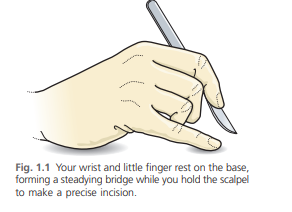 Fig. 1.1 Your wrist and little finger rest on the base,
forming a steadying bridge while you hold the scalpel
to make a precise incision.